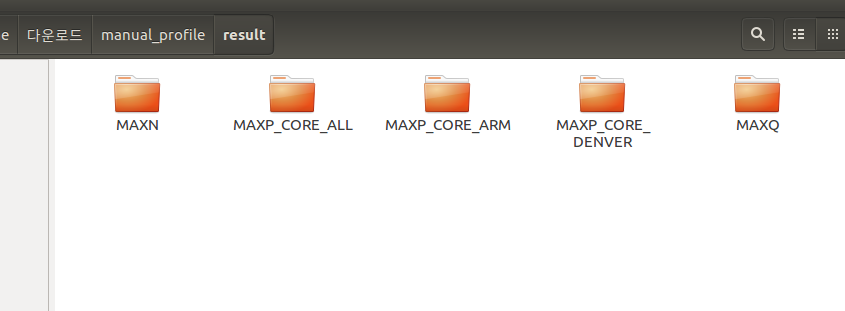 e 다운로드 manual_profile result
MAXN MAXP_CORE_ALL MAXP_CORE_ARM MAXP_CORE_ MAXQ
DENVER